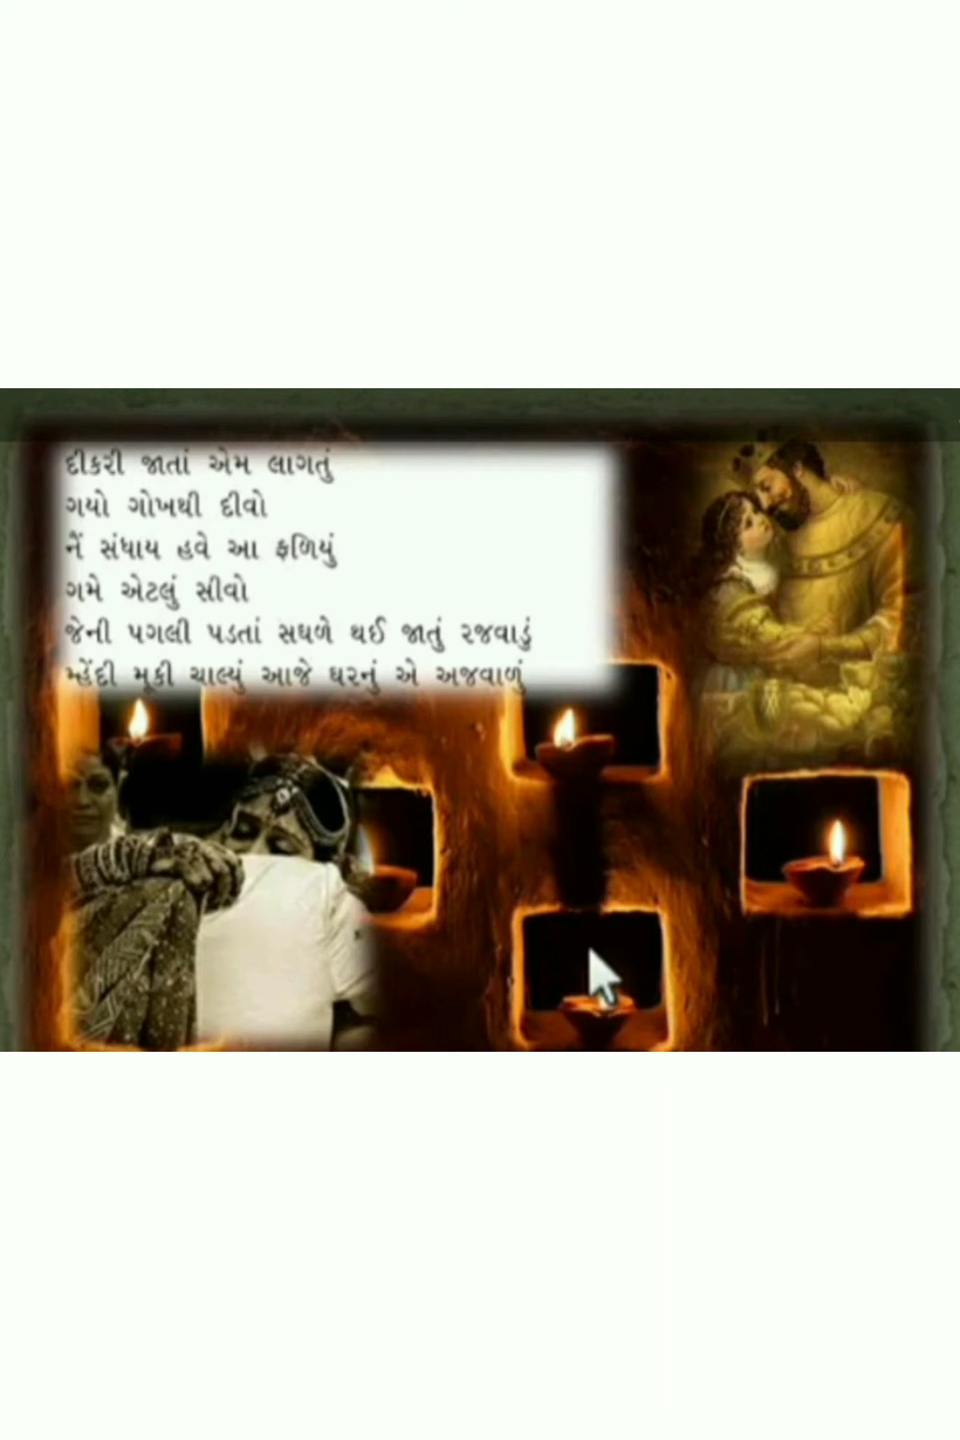 દીકરી જાતાં એમ લાગતું
ગયો ગોખથી દીવો
નૈં સંધાય હવે આ ફળિયું
ગમે એટલું સીવો
જેની પગલી પડતાં સઘળે થઈ જાતું રજવાડું
મ્હેંદી મૂકી ચાલ્યું આજે ઘરનું એ અજવાળું